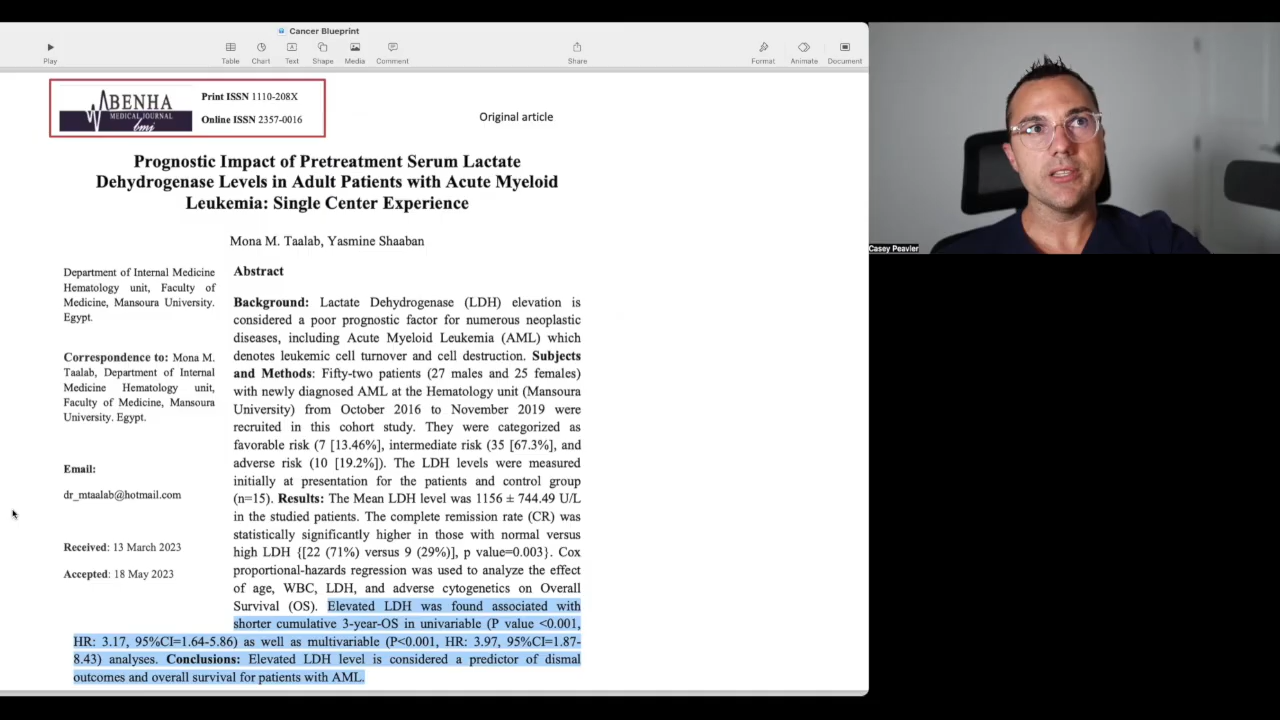 Cancer Blueprint
Play
Table
Chart
Text
Shape
Media
Comment
Share
Format
Animate
Document
BENHA
MEDICAL JOURNAL
bmj
Print ISSN 1110-208X
Online ISSN 2357-0016
Original article
Prognostic Impact of Pretreatment Serum Lactate
Dehydrogenase Levels in Adult Patients with Acute Myeloid
Leukemia: Single Center Experience
Mona M. Taalab, Yasmine Shaaban
Department of Internal Medicine
Hematology unit, Faculty of
Medicine, Mansoura University.
Egypt.
Correspondence to: Mona M.
Taalab, Department of Internal
Medicine Hematology unit,
Faculty of Medicine, Mansoura
University. Egypt.
Email:
dr_mtaalab@hotmail.com
Received: 13 March 2023
Accepted: 18 May 2023
Abstract
Background: Lactate Dehydrogenase (LDH) elevation is
considered a poor prognostic factor for numerous neoplastic
diseases, including Acute Myeloid Leukemia (AML) which
denotes leukemic cell turnover and cell destruction. Subjects
and Methods: Fifty-two patients (27 males and 25 females)
with newly diagnosed AML at the Hematology unit (Mansoura
University) from October 2016 to November 2019 were
recruited in this cohort study. They were categorized as
favorable risk (7 [13.46%], intermediate risk (35 [67.3%], and
adverse risk (10 [19.2%]). The LDH levels were measured
initially at presentation for the patients and control group
(n=15). Results: The Mean LDH level was 1156 ± 744.49 U/L
in the studied patients. The complete remission rate (CR) was
statistically significantly higher in those with normal versus
high LDH {[22 (71%) versus 9 (29%)], p value=0.003}. Cox
proportional-hazards regression was used to analyze the effect
of age, WBC, LDH, and adverse cytogenetics on Overall
Survival (OS). Elevated LDH was found associated with
shorter cumulative 3-year-OS in univariable (P value <0.001,
HR: 3.17, 95%CI=1.64-5.86) as well as multivariable (P<0.001, HR: 3.97, 95%CI=1.87-
8.43) analyses. Conclusions: Elevated LDH level is considered a predictor of dismal
outcomes and overall survival for patients with AML.
Casey Peavler